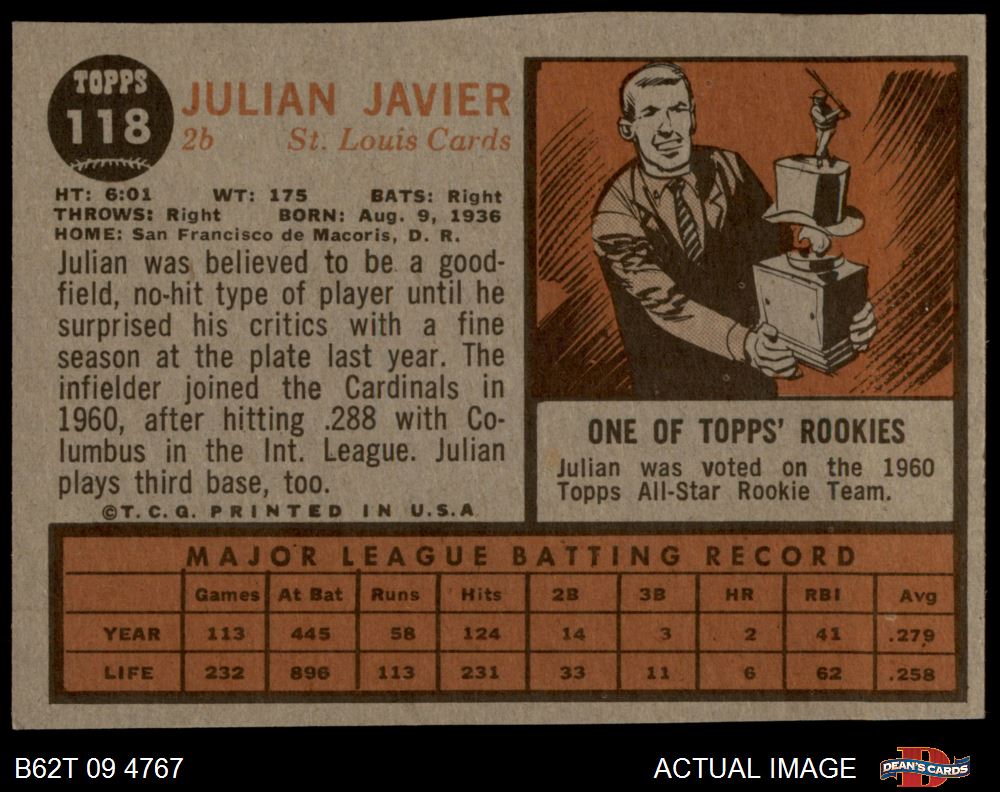 TOPPS
118
JULIAN JAVIER
2b St. Louis Cards
HT: 6:01 WT: 175 BATS: Right
THROWS: Right BORN: Aug. 9, 1936
HOME: San Francisco de Macoris, D. R.
Julian was believed to be a good-
field, no-hit type of player until he
surprised his critics with a fine
season at the plate last year. The
infielder joined the Cardinals in
1960, after hitting .288 with Co-
lumbus in the Int. League. Julian
plays third base, too.
©T. C. G. PRINTED IN U.S.A.
ONE OF TOPPS' ROOKIES
Julian was voted on the 1960
Topps All-Star Rookie Team.
MAJOR LEAGUE BATTING RECORD
Games At Bat Runs Hits 2B 3B HR RBI Avg
YEAR 113 445 58 124 14 3 2 41 .279
LIFE 232 896 113 231 33 11 6 62 .258
B62T 09 4767
ACTUAL IMAGE
D
DEAN'S CARDS